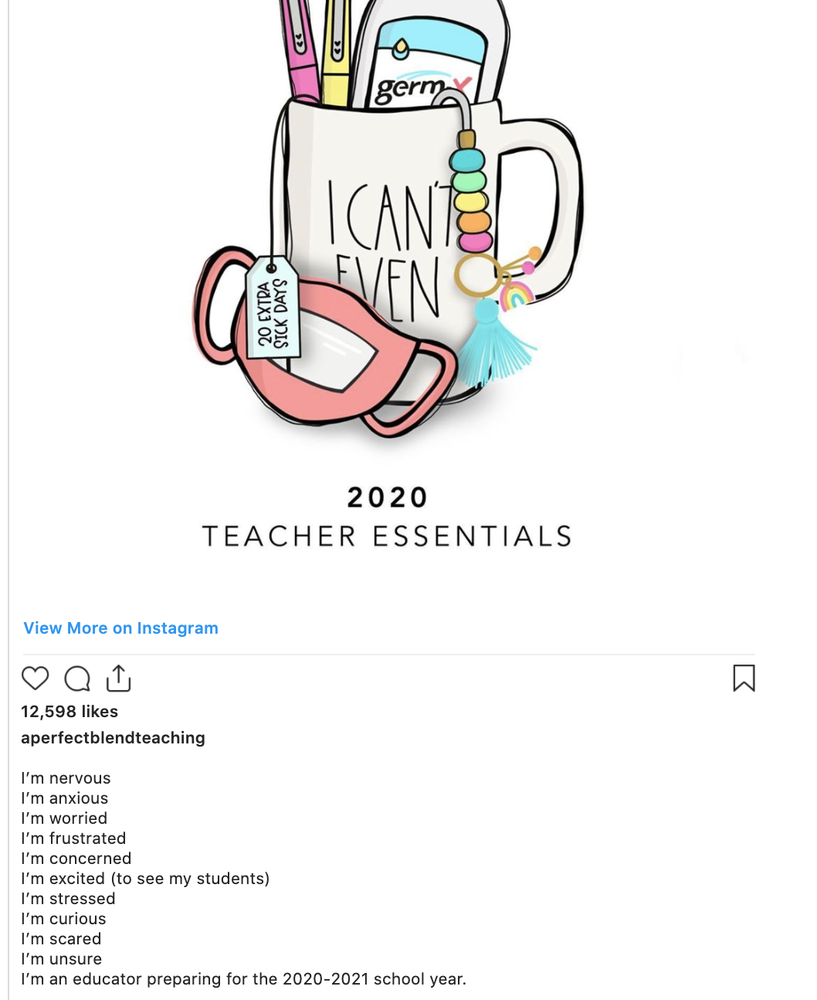 germ-x
I CAN'T
EVEN
20 EXTRA
SICK DAYS
2020
TEACHER ESSENTIALS
View More on Instagram
12,598 likes
aperfectblendteaching
I’m nervous
I’m anxious
I’m worried
I’m frustrated
I’m concerned
I’m excited (to see my students)
I’m stressed
I’m curious
I’m scared
I’m unsure
I’m an educator preparing for the 2020-2021 school year.